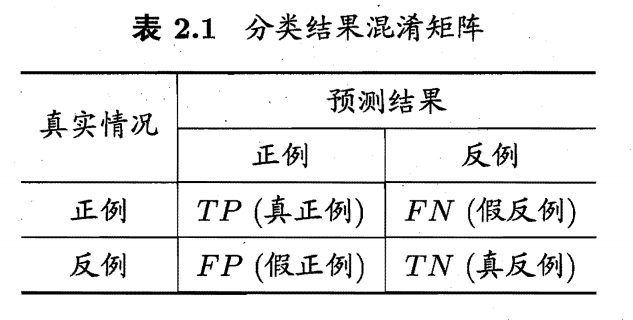 表 2.1 分类结果混淆矩阵
真实情况 预测结果
正例 反例
正例 TP (真正例) FN (假反例)
反例 FP (假正例) TN (真反例)